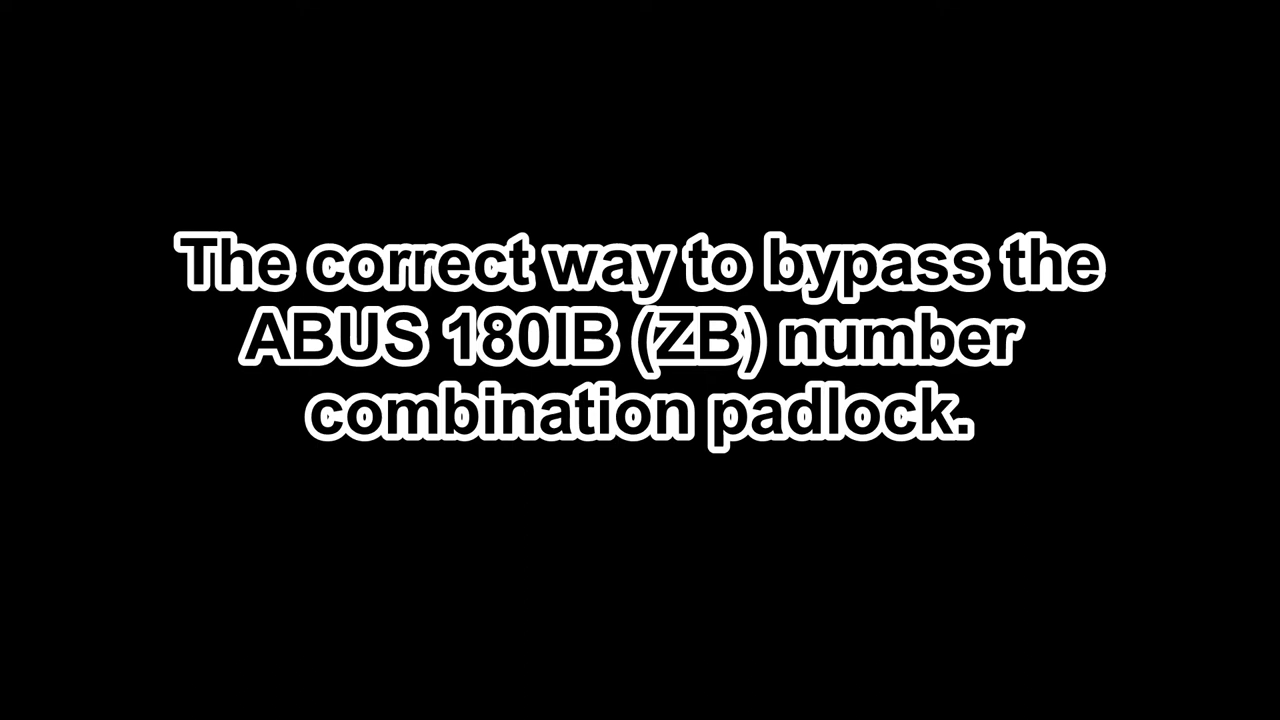 The correct way to bypass the
ABUS 180IB (ZB) number
combination padlock.